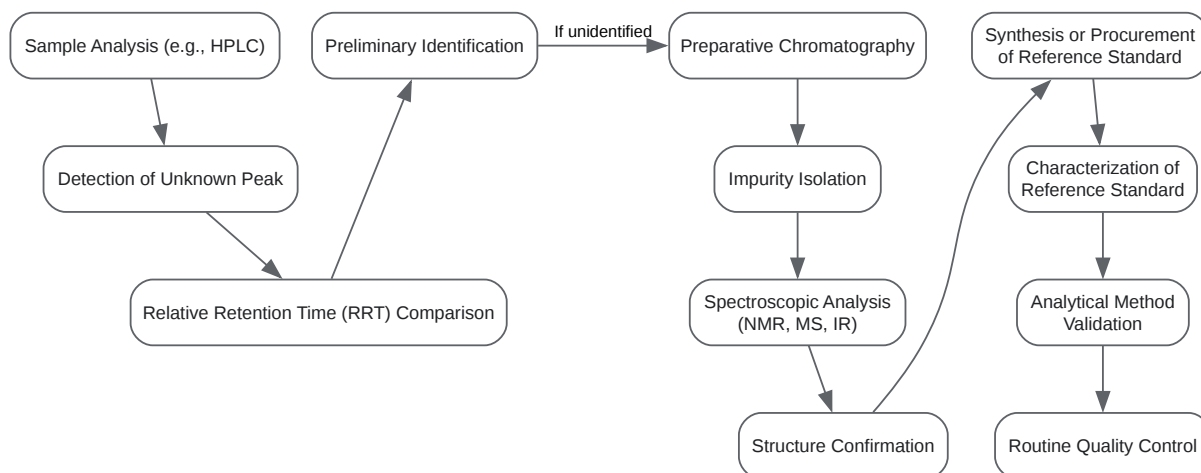 Sample Analysis (e.g., HPLC)
Detection of Unknown Peak
Relative Retention Time (RRT) Comparison
Preliminary Identification
If unidentified
Preparative Chromatography
Impurity Isolation
Spectroscopic Analysis
(NMR, MS, IR)
Structure Confirmation
Synthesis or Procurement
of Reference Standard
Characterization of
Reference Standard
Analytical Method
Validation
Routine Quality Control